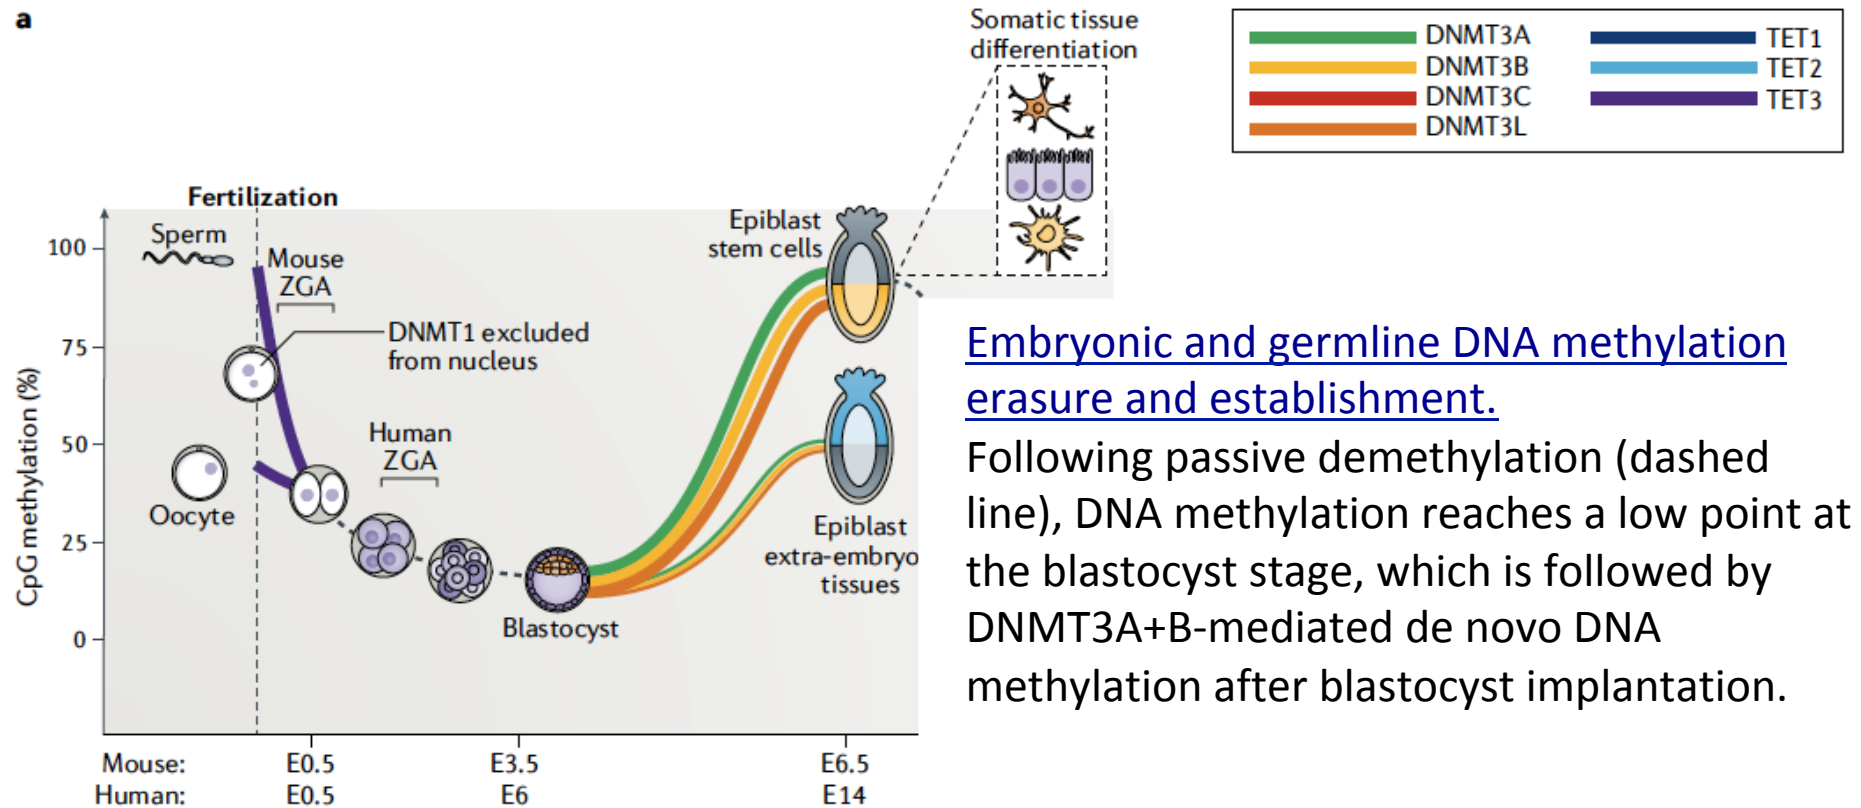 a
Somatic tissue
differentiation
DNMT3A
DNMT3B
DNMT3C
DNMT3L
TET1
TET2
TET3
Fertilization
Sperm
Mouse
ZGA
DNMT1 excluded
from nucleus
Epiblast
stem cells
Human
ZGA
Oocyte
Blastocyst
Epiblast
extra-embryo
tissues
CpG methylation (%)
100
75
50
25
0
Mouse: E0.5 E3.5 E6.5
Human: E0.5 E6 E14
Embryonic and germline DNA methylation
erasure and establishment.
Following passive demethylation (dashed
line), DNA methylation reaches a low point at
the blastocyst stage, which is followed by
DNMT3A+B-mediated de novo DNA
methylation after blastocyst implantation.